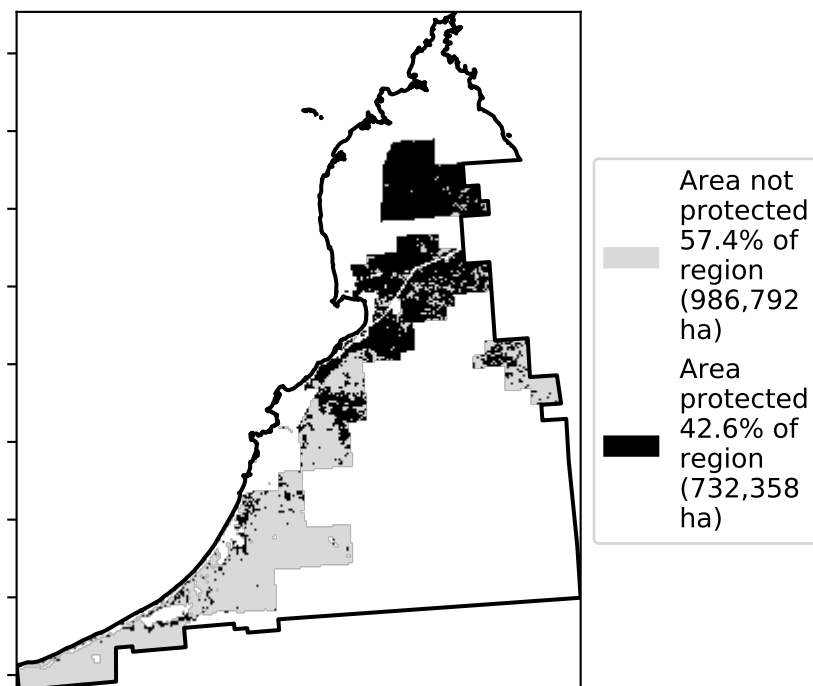 Area not
protected
57.4% of
region
(986,792
ha)
Area
protected
42.6% of
region
(732,358
ha)